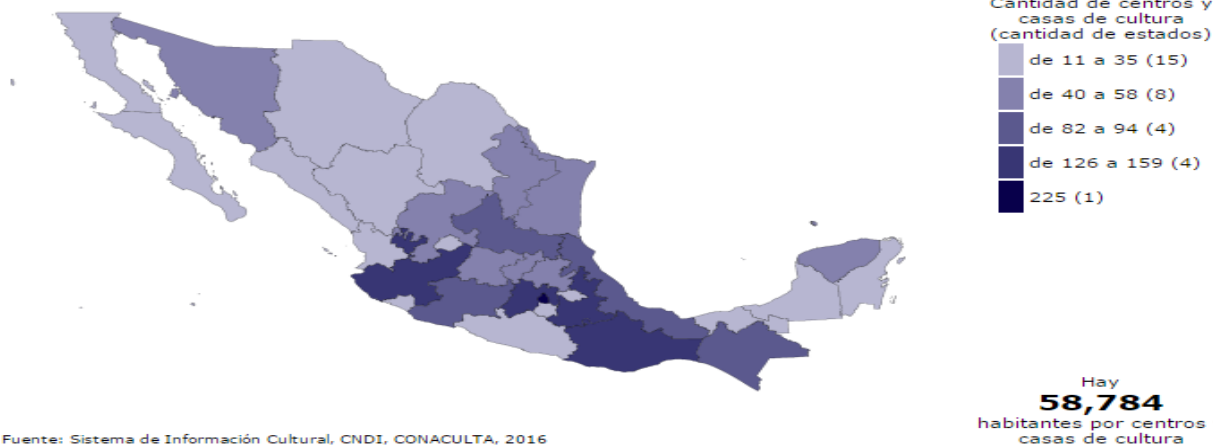 Cantidad de centros y
casas de cultura
(cantidad de estados)
de 11 a 35 (15)
de 40 a 58 (8)
de 82 a 94 (4)
de 126 a 159 (4)
225 (1)
Hay
58,784
habitantes por centros
casas de cultura
Fuente: Sistema de Información Cultural, CNDI, CONACULTA, 2016